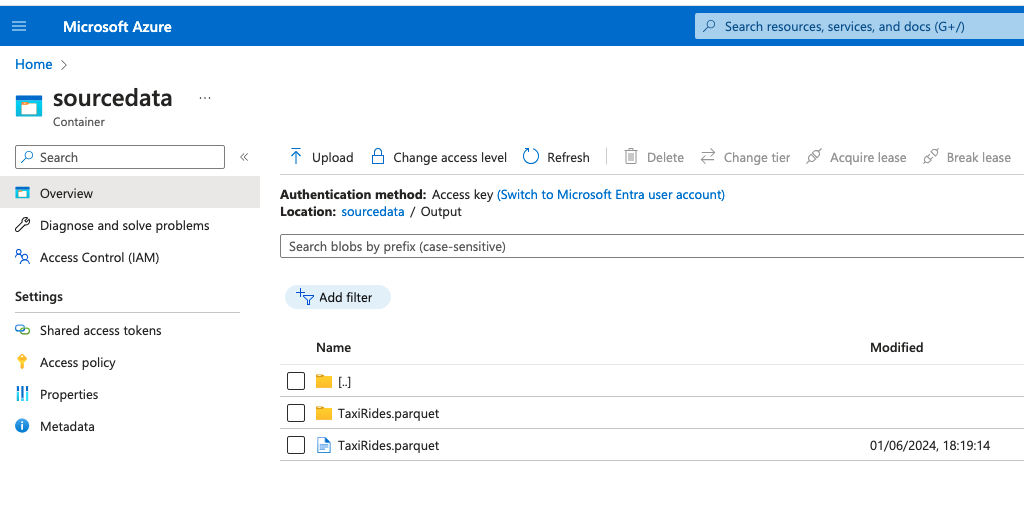 Microsoft Azure
Search resources, services, and docs (G+/)
Home
sourcedata ...
Container
Search
«
Overview
Diagnose and solve problems
Access Control (IAM)
Settings
Shared access tokens
Access policy
Properties
Metadata
Upload Change access level Refresh Delete Change tier Acquire lease Break lease
Authentication method: Access key (Switch to Microsoft Entra user account)
Location: sourcedata / Output
Search blobs by prefix (case-sensitive)
Add filter
Name Modified
[..]
TaxiRides.parquet
TaxiRides.parquet 01/06/2024, 18:19:14